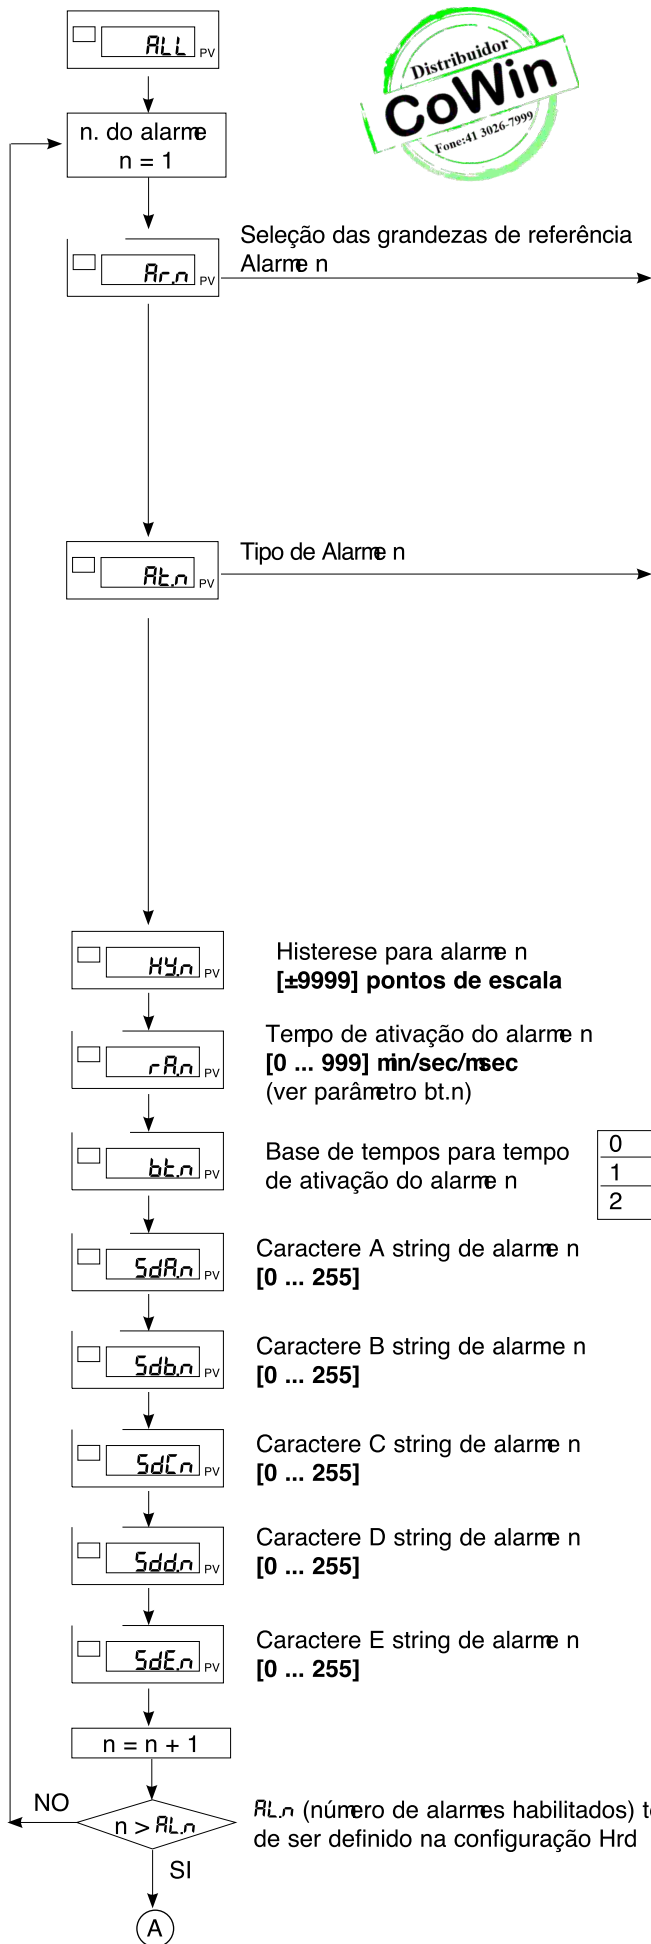 ALL PV
Distribuidor
CoWin
Fone:41 3026-7999
n. do alarme
n = 1
Seleção das grandezas de referência
Alarme n
Ar.n PV
Tipo de Alarme n
At.n PV
Histerese para alarme n
[±9999] pontos de escala
HY.n PV
Tempo de ativação do alarme n
[0 ... 999] min/sec/msec
(ver parâmetro bt.n)
rA.n PV
Base de tempos para tempo
de ativação do alarme n
bt.n PV
0
1
2
Caractere A string de alarme n
[0 ... 255]
SdA.n PV
Caractere B string de alarme n
[0 ... 255]
Sdb.n PV
Caractere C string de alarme n
[0 ... 255]
SdC.n PV
Caractere D string de alarme n
[0 ... 255]
Sdd.n PV
Caractere E string de alarme n
[0 ... 255]
SdE.n PV
n = n + 1
NO
n > AL.n
AL.n (número de alarmes habilitados)
de ser definido na configuração Hrd
SI
A